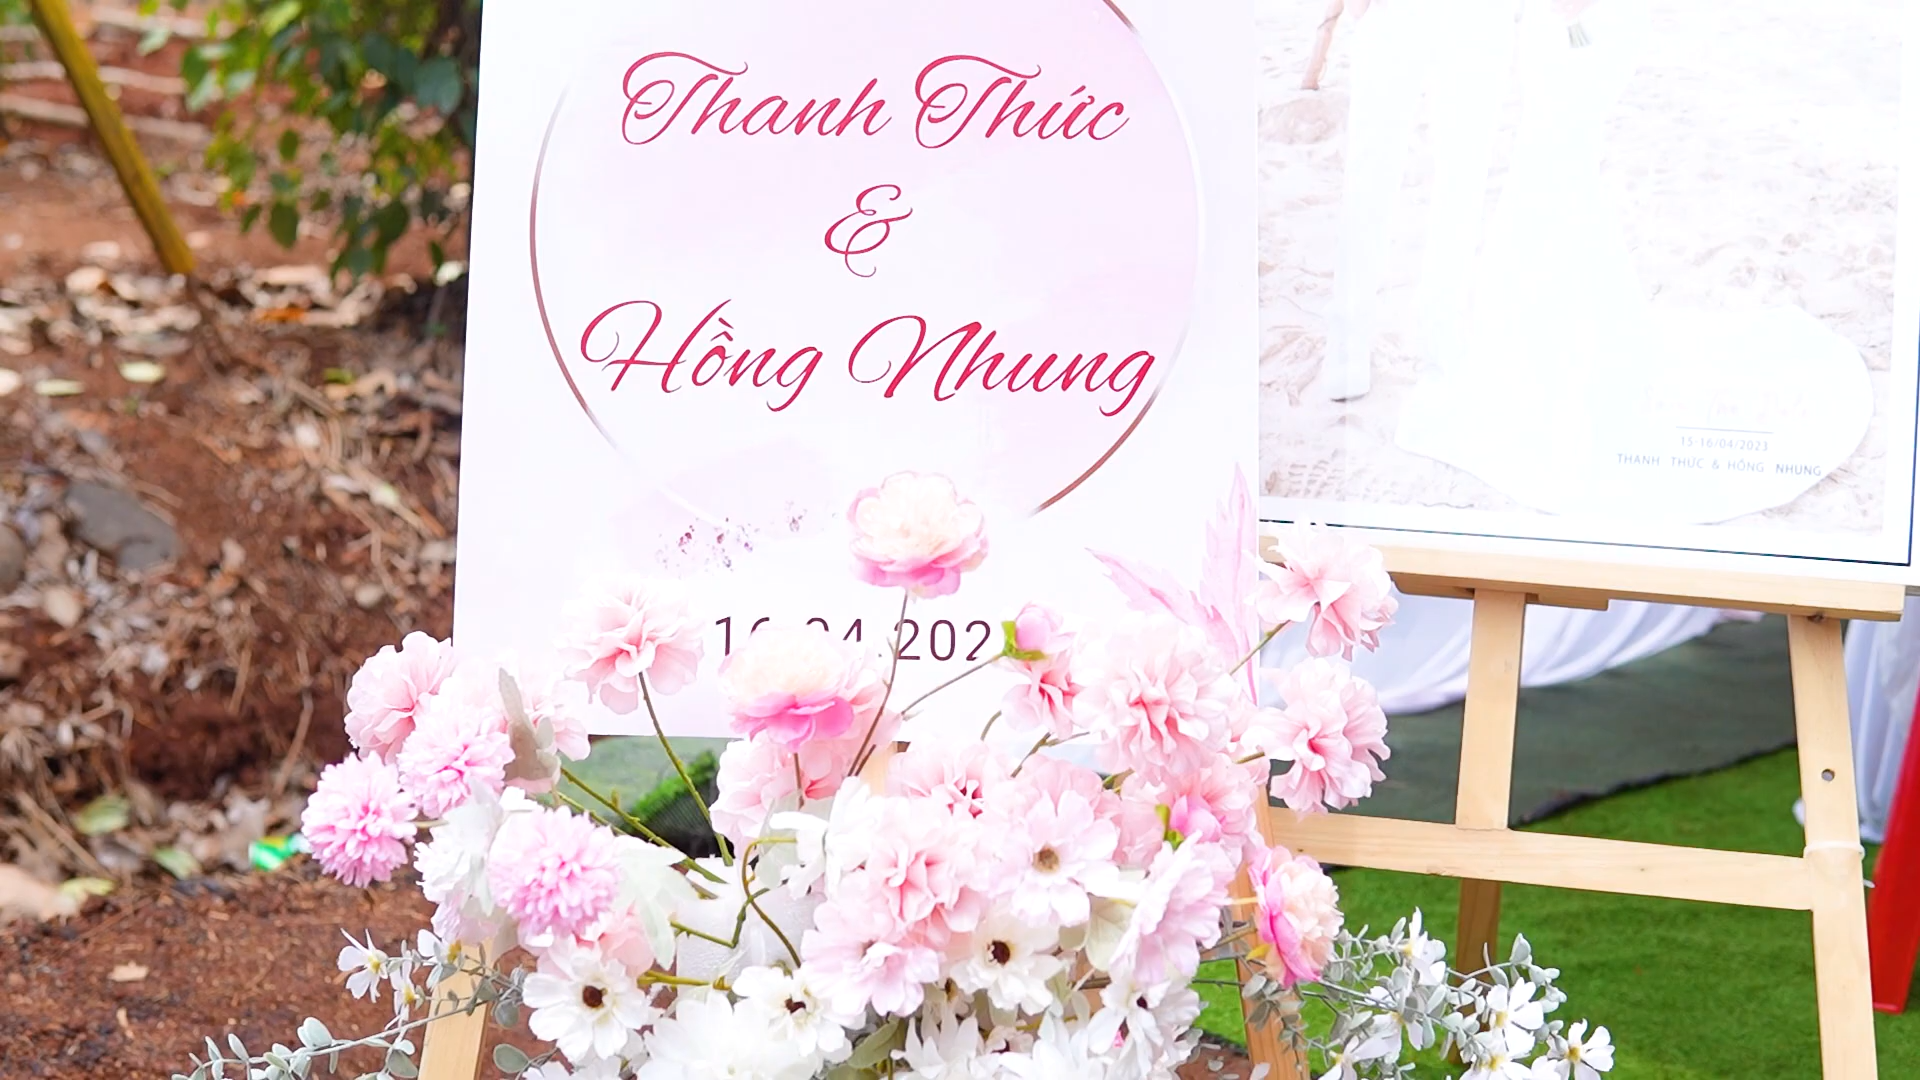 Thanh Thức
&
Hồng Nhung
15-16/04/2023
THANH THỨC & HỒNG NHUNG